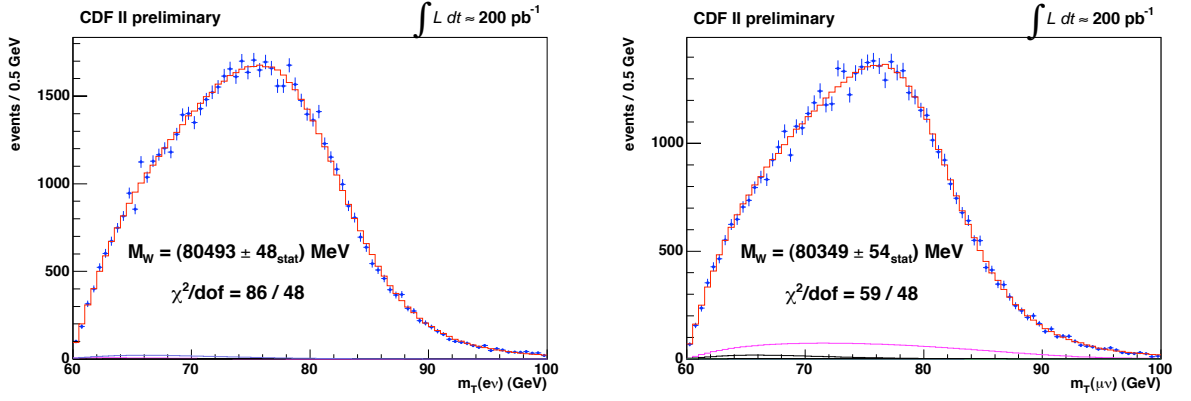 CDF II preliminary
∫ L dt ≈ 200 pb⁻¹
events / 0.5 GeV
1500
1000
500
0
M_W = (80493 ± 48_stat) MeV
χ²/dof = 86 / 48
60 70 80 90 100
m_T(eν) (GeV)
CDF II preliminary
∫ L dt ≈ 200 pb⁻¹
events / 0.5 GeV
1000
500
0
M_W = (80349 ± 54_stat) MeV
χ²/dof = 59 / 48
60 70 80 90 100
m_T(μν) (GeV)